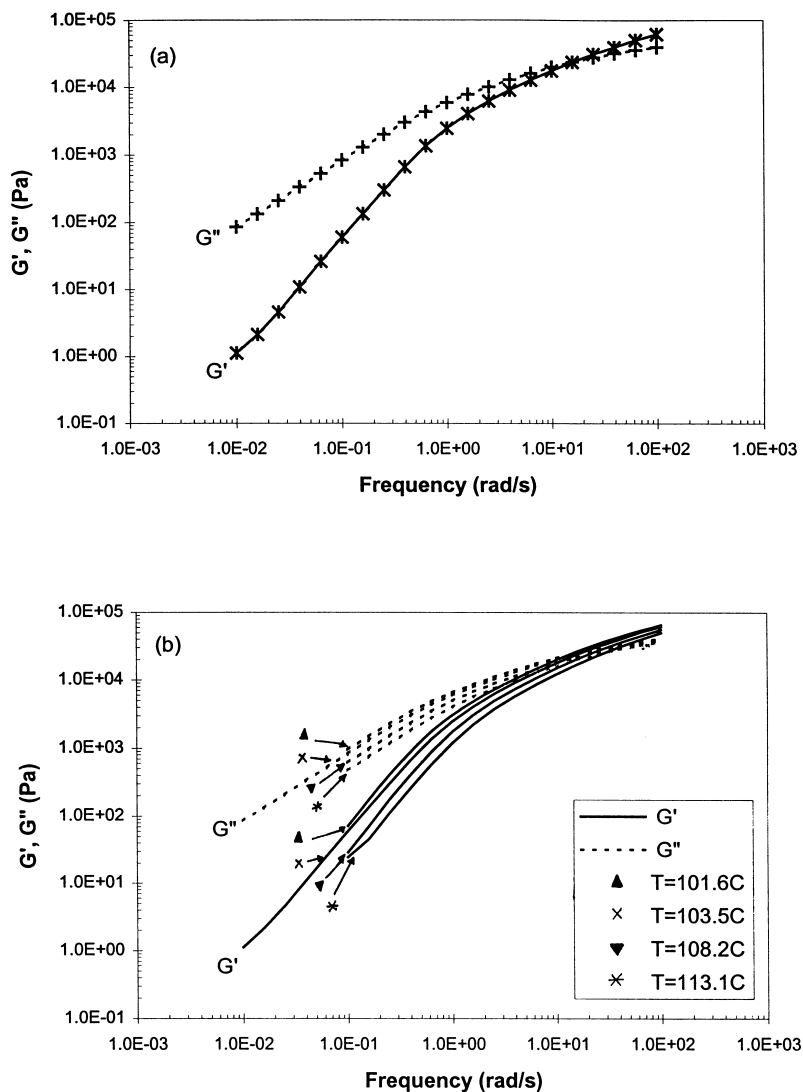 (a)
1.0E+05
1.0E+04
1.0E+03
1.0E+02
1.0E+01
1.0E+00
1.0E-01
G', G" (Pa)
G"
G'
1.0E-03 1.0E-02 1.0E-01 1.0E+00 1.0E+01 1.0E+02 1.0E+03
Frequency (rad/s)
(b)
1.0E+05
1.0E+04
1.0E+03
1.0E+02
1.0E+01
1.0E+00
1.0E-01
G', G" (Pa)
G"
G'
G'
G"
T=101.6C
T=103.5C
T=108.2C
T=113.1C
1.0E-03 1.0E-02 1.0E-01 1.0E+00 1.0E+01 1.0E+02 1.0E+03
Frequency (rad/s)